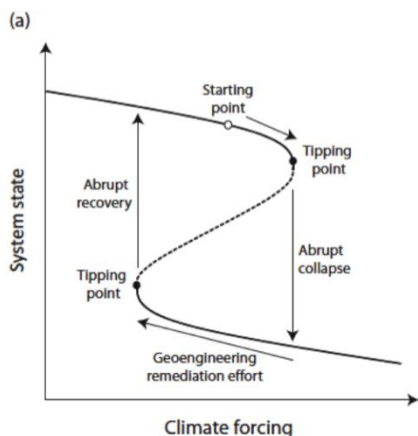 (a)
Starting
point
Tipping
point
Abrupt
recovery
System state
Abrupt
collapse
Tipping
point
Geoengineering
remediation effort
Climate forcing